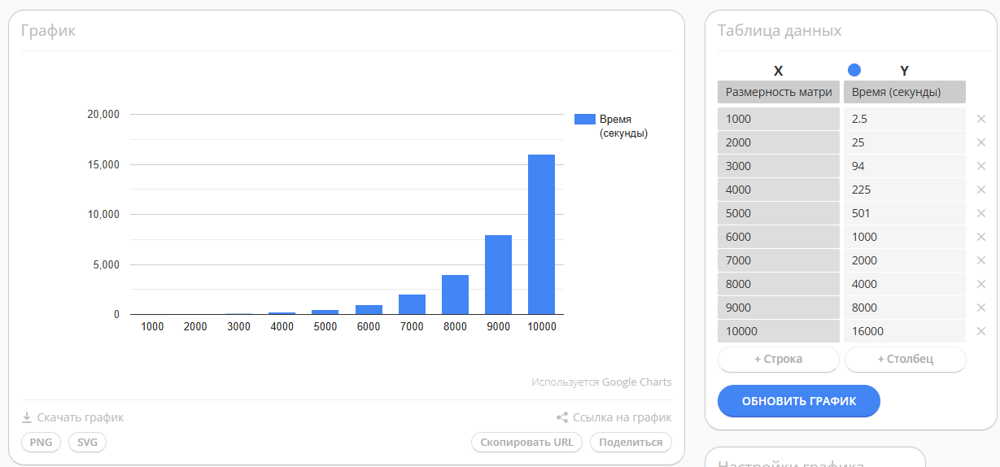 График
20,000
15,000
10,000
5,000
0
1000 2000 3000 4000 5000 6000 7000 8000 9000 10000
Время
(секунды)
Используется Google Charts
Скачать график
PNG SVG
Ссылка на график
Скопировать URL Поделиться
Таблица данных
X Y
Размерность матри Время (секунды)
1000 2.5
2000 25
3000 94
4000 225
5000 501
6000 1000
7000 2000
8000 4000
9000 8000
10000 16000
+ Строка + Столбец
ОБНОВИТЬ ГРАФИК
Настройки графика